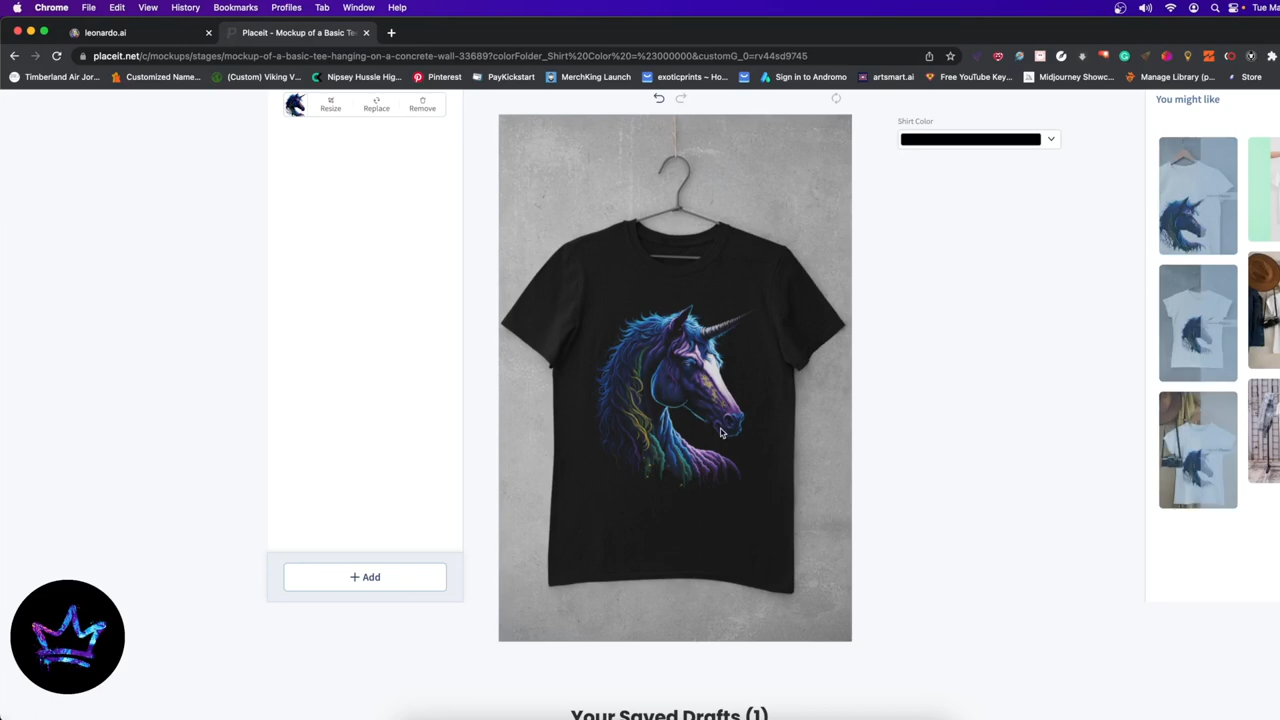 Chrome File Edit View History Bookmarks Profiles Tab Window Help Tue Ma
leonardo.ai Placeit - Mockup of a Basic Te
placeit.net/c/mockups/stages/mockup-of-a-basic-tee-hanging-on-a-concrete-wall-33689?colorFolder_Shirt%20Color%20=%23000000&customG_0=rv44sd9745
Timberland Air Jor... Customized Name... (Custom) Viking V... Nipsey Hussle Hig... Pinterest PayKickstart MerchKing Launch exoticprints – Ho... Sign in to Andromo artsmart.ai Free YouTube Key... Midjourney Showc... Manage Library (p... Store
Resize Replace Remove
You might like
Shirt Color
+ Add
Your Saved Drafts (1)